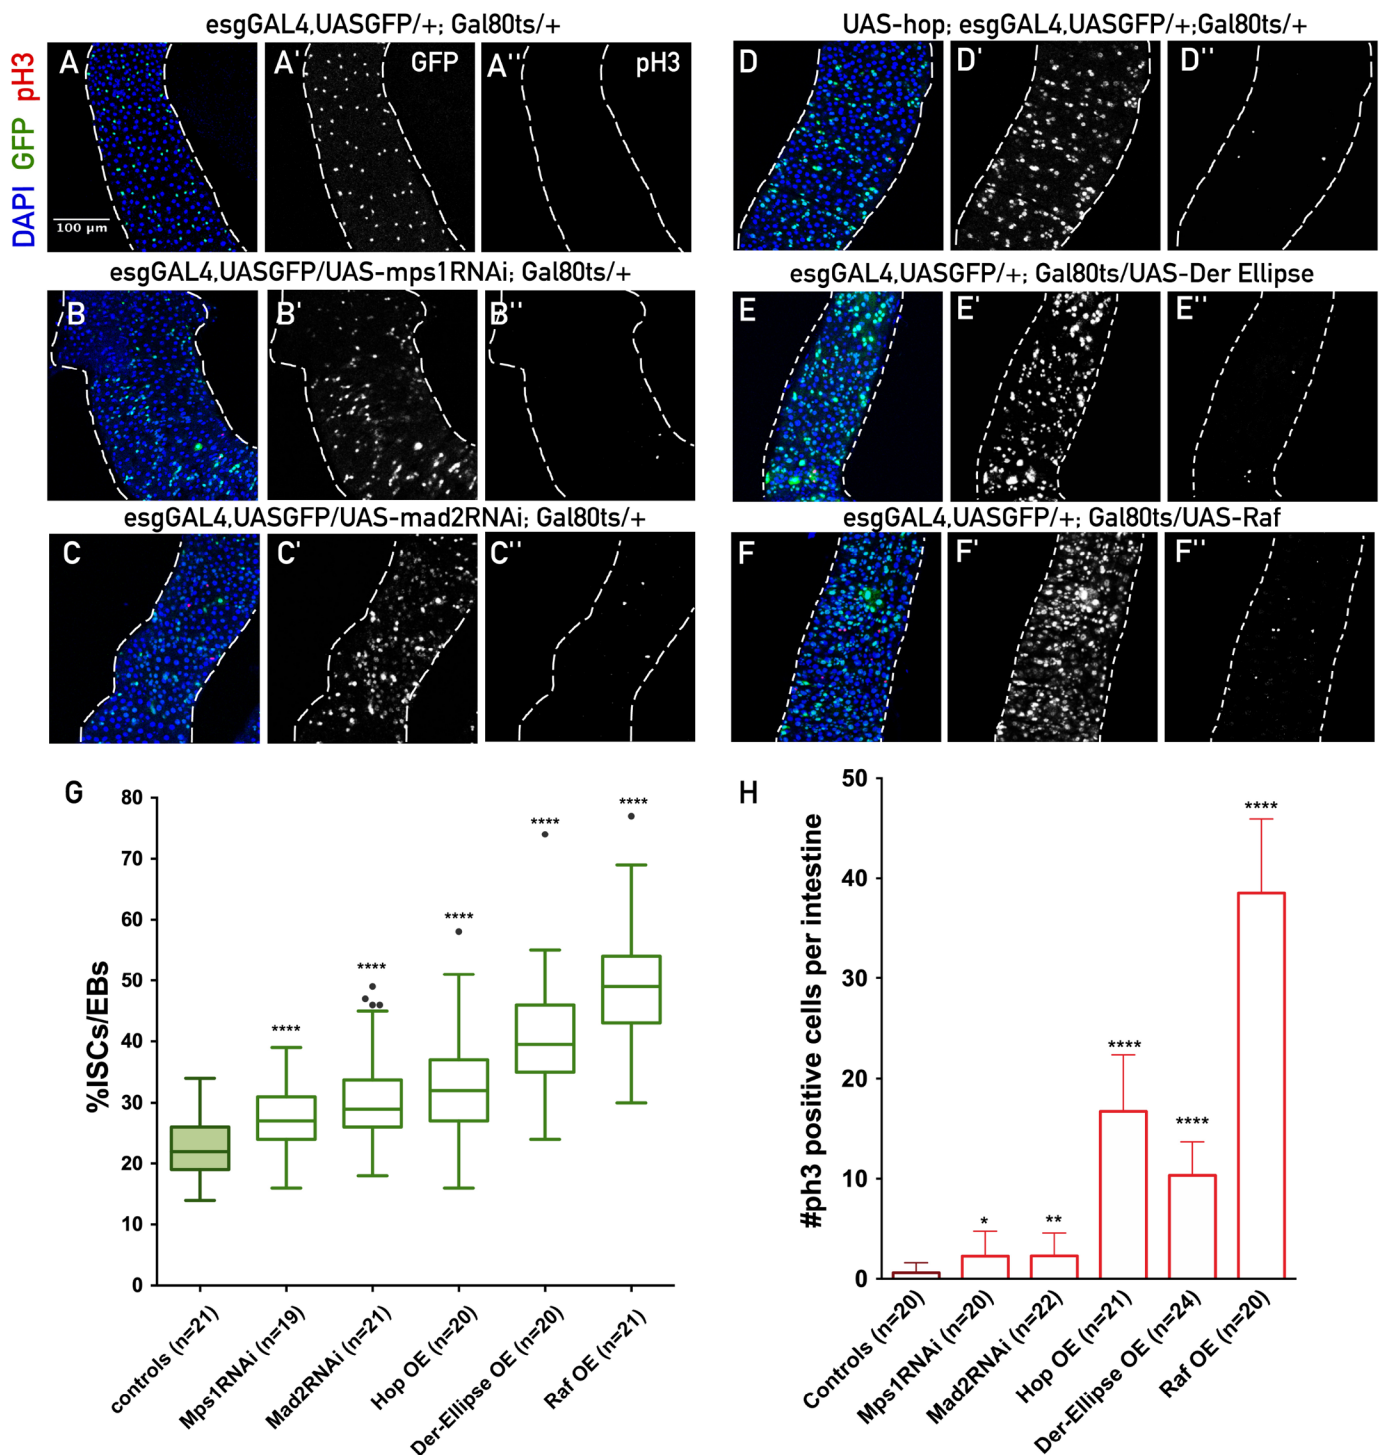 esgGAL4,UASGFP/+; Gal80ts/+
UAS-hop; esgGAL4,UASGFP/+;Gal80ts/+
DAPI GFP pH3
A
A'
GFP
A''
pH3
100 µm
D
D'
D''
esgGAL4,UASGFP/UAS-mps1RNAi; Gal80ts/+
esgGAL4,UASGFP/+; Gal80ts/UAS-Der Ellipse
B
B'
B''
E
E'
E''
esgGAL4,UASGFP/UAS-mad2RNAi; Gal80ts/+
esgGAL4,UASGFP/+; Gal80ts/UAS-Raf
C
C'
C''
F
F'
F''
G
%ISCs/EBs
80
70
60
50
40
30
20
10
0
****
****
****
****
****
controls (n=21)
Mps1RNAi (n=19)
Mad2RNAi (n=21)
Hop OE (n=20)
Der-Ellipse OE (n=20)
Raf OE (n=21)
H
#ph3 positive cells per intestine
50
40
30
20
10
0
*
**
****
****
****
Controls (n=20)
Mps1RNAi (n=20)
Mad2RNAi (n=22)
Hop OE (n=21)
Der-Ellipse OE (n=24)
Raf OE (n=20)